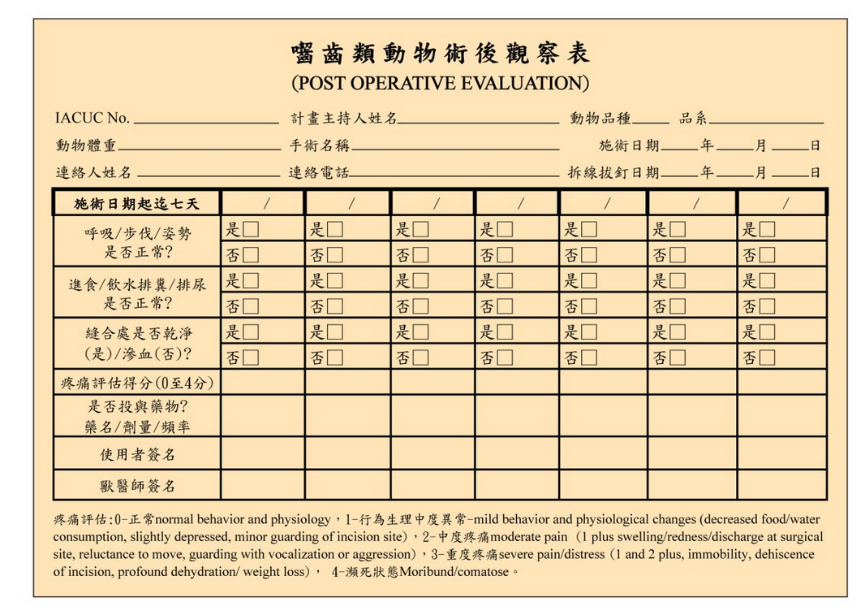 囓齒類動物術後觀察表
(POST OPERATIVE EVALUATION)
IACUC No. 計畫主持人姓名 動物品種 品系
動物體重 手術名稱 施術日期 年 月 日
連絡人姓名 連絡電話 拆線拔釘日期 年 月 日
施術日期起迄七天 / / / / / / /
呼吸/步伐/姿勢 是□ 是□ 是□ 是□ 是□ 是□ 是□
是否正常? 否□ 否□ 否□ 否□ 否□ 否□ 否□
進食/飲水排糞/排尿 是□ 是□ 是□ 是□ 是□ 是□ 是□
是否正常? 否□ 否□ 否□ 否□ 否□ 否□ 否□
縫合處是否乾淨 是□ 是□ 是□ 是□ 是□ 是□ 是□
(是)/滲血(否)? 否□ 否□ 否□ 否□ 否□ 否□ 否□
疼痛評估得分(0至4分)
是否投與藥物?
藥名/劑量/頻率
使用者簽名
獸醫師簽名
疼痛評估:0-正常normal behavior and physiology,1-行為生理中度異常-mild behavior and physiological changes (decreased food/water
consumption, slightly depressed, minor guarding of incision site),2-中度疼痛moderate pain (1 plus swelling/redness/discharge at surgical
site, reluctance to move, guarding with vocalization or aggression),3-重度疼痛severe pain/distress (1 and 2 plus, immobility, dehiscence
of incision, profound dehydration/ weight loss), 4-瀕死狀態Moribund/comatose。